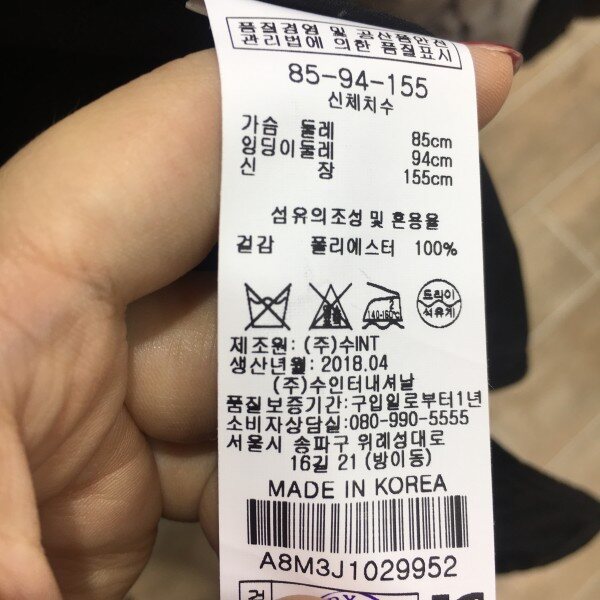 품질경영 및 공산품안전
관리법에 의한 품질표시
85-94-155
신체치수
가슴 둘레 85cm
엉덩이둘레 94cm
신 장 155cm
섬유의조성 및 혼용율
겉감 폴리에스터 100%
140~160℃
드라이
석유계
제조원: (주)수INT
생산년월: 2018.04
(주)수인터내셔날
품질보증기간:구입일로부터1년
소비자상담실:080-990-5555
서울시 송파구 위례성대로
16길 21 (방이동)
MADE IN KOREA
A8M3J1029952